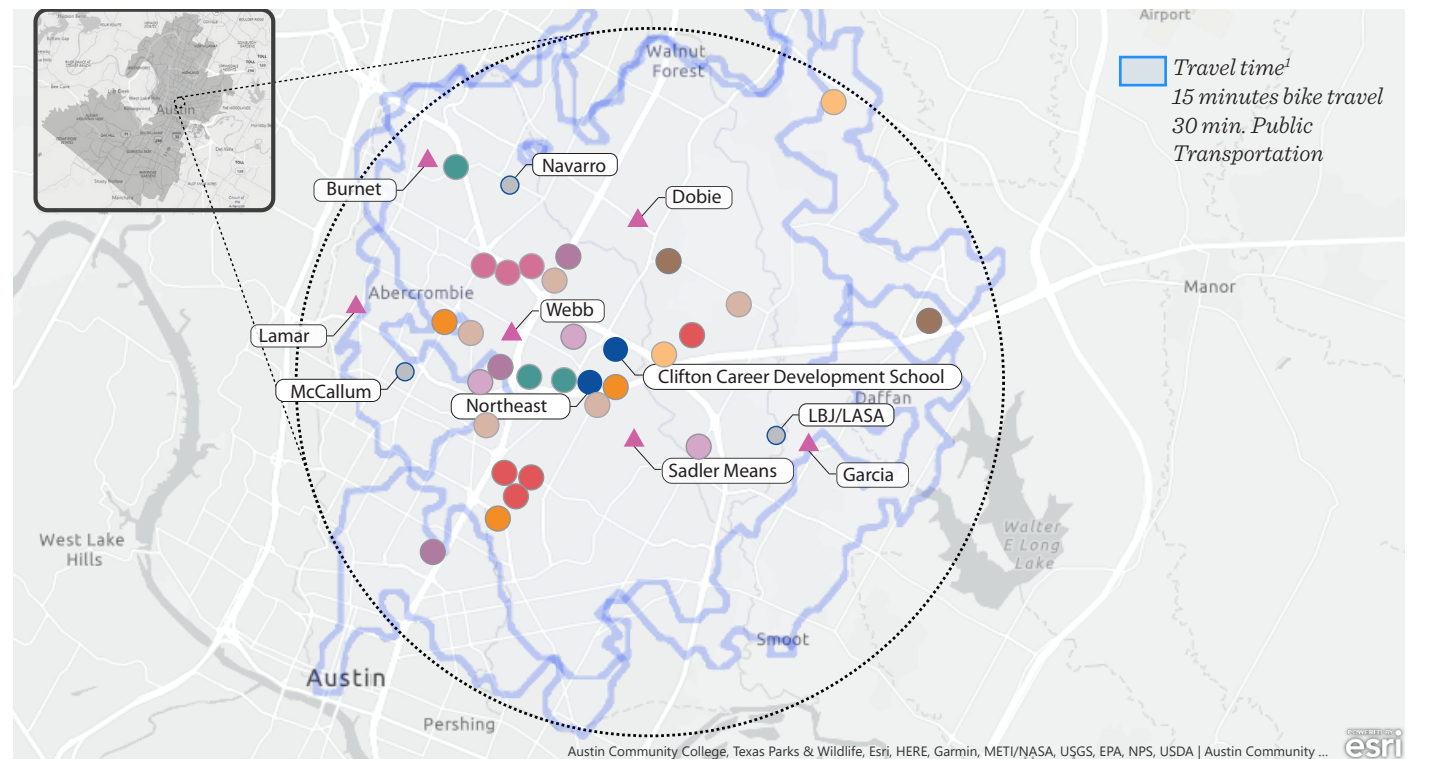 Airport
Walnut
Forest
Travel time¹
15 minutes bike travel
30 min. Public
Transportation
Austin
Navarro
Burnet
Dobie
Abercrombie
Manor
Webb
Lamar
Clifton Career Development School
McCallum
Daffan
Northeast
LBJ/LASA
Sadler Means
Garcia
West Lake
Hills
Walter
E Long
Lake
Smoot
Austin
Pershing
Austin Community College, Texas Parks & Wildlife, Esri, HERE, Garmin, METI/NASA, USGS, EPA, NPS, USDA | Austin Community ...
POWERED BY
esri